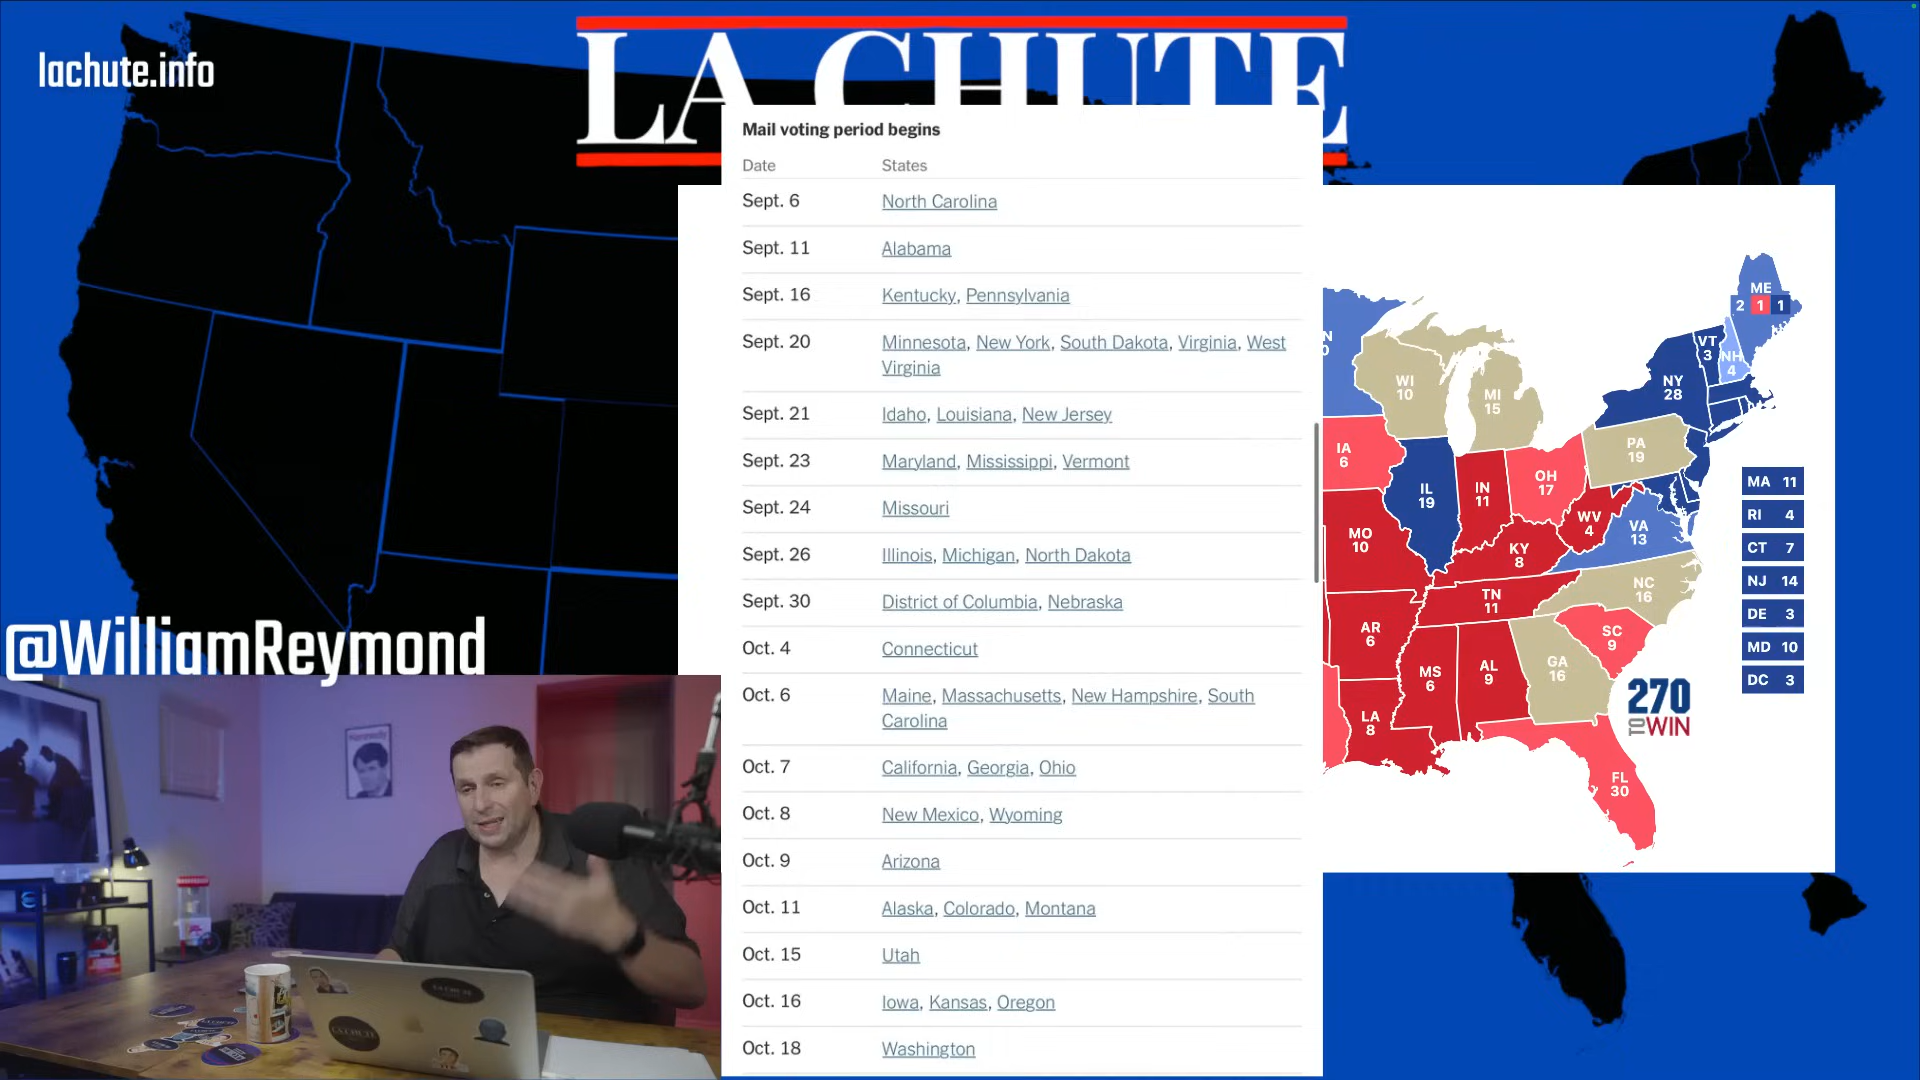 lachute.info
LA CHUTE
Mail voting period begins
Date States
Sept. 6 North Carolina
Sept. 11 Alabama
Sept. 16 Kentucky, Pennsylvania
Sept. 20 Minnesota, New York, South Dakota, Virginia, West
Virginia
Sept. 21 Idaho, Louisiana, New Jersey
Sept. 23 Maryland, Mississippi, Vermont
Sept. 24 Missouri
Sept. 26 Illinois, Michigan, North Dakota
Sept. 30 District of Columbia, Nebraska
Oct. 4 Connecticut
Oct. 6 Maine, Massachusetts, New Hampshire, South
Carolina
Oct. 7 California, Georgia, Ohio
Oct. 8 New Mexico, Wyoming
Oct. 9 Arizona
Oct. 11 Alaska, Colorado, Montana
Oct. 15 Utah
Oct. 16 Iowa, Kansas, Oregon
Oct. 18 Washington
ME
2 1 1
VT
3
NH
4
NY
28
WI
10
MI
15
PA
19
IA
6
IL
19
IN
11
OH
17
WV
4
VA
13
MO
10
KY
8
NC
16
TN
11
AR
6
SC
9
MS
6
AL
9
GA
16
LA
8
FL
30
MA 11
RI 4
CT 7
NJ 14
DE 3
MD 10
DC 3
270
TO WIN
@WilliamReymond
Kennedy
LA CHUTE
LA CHUTE